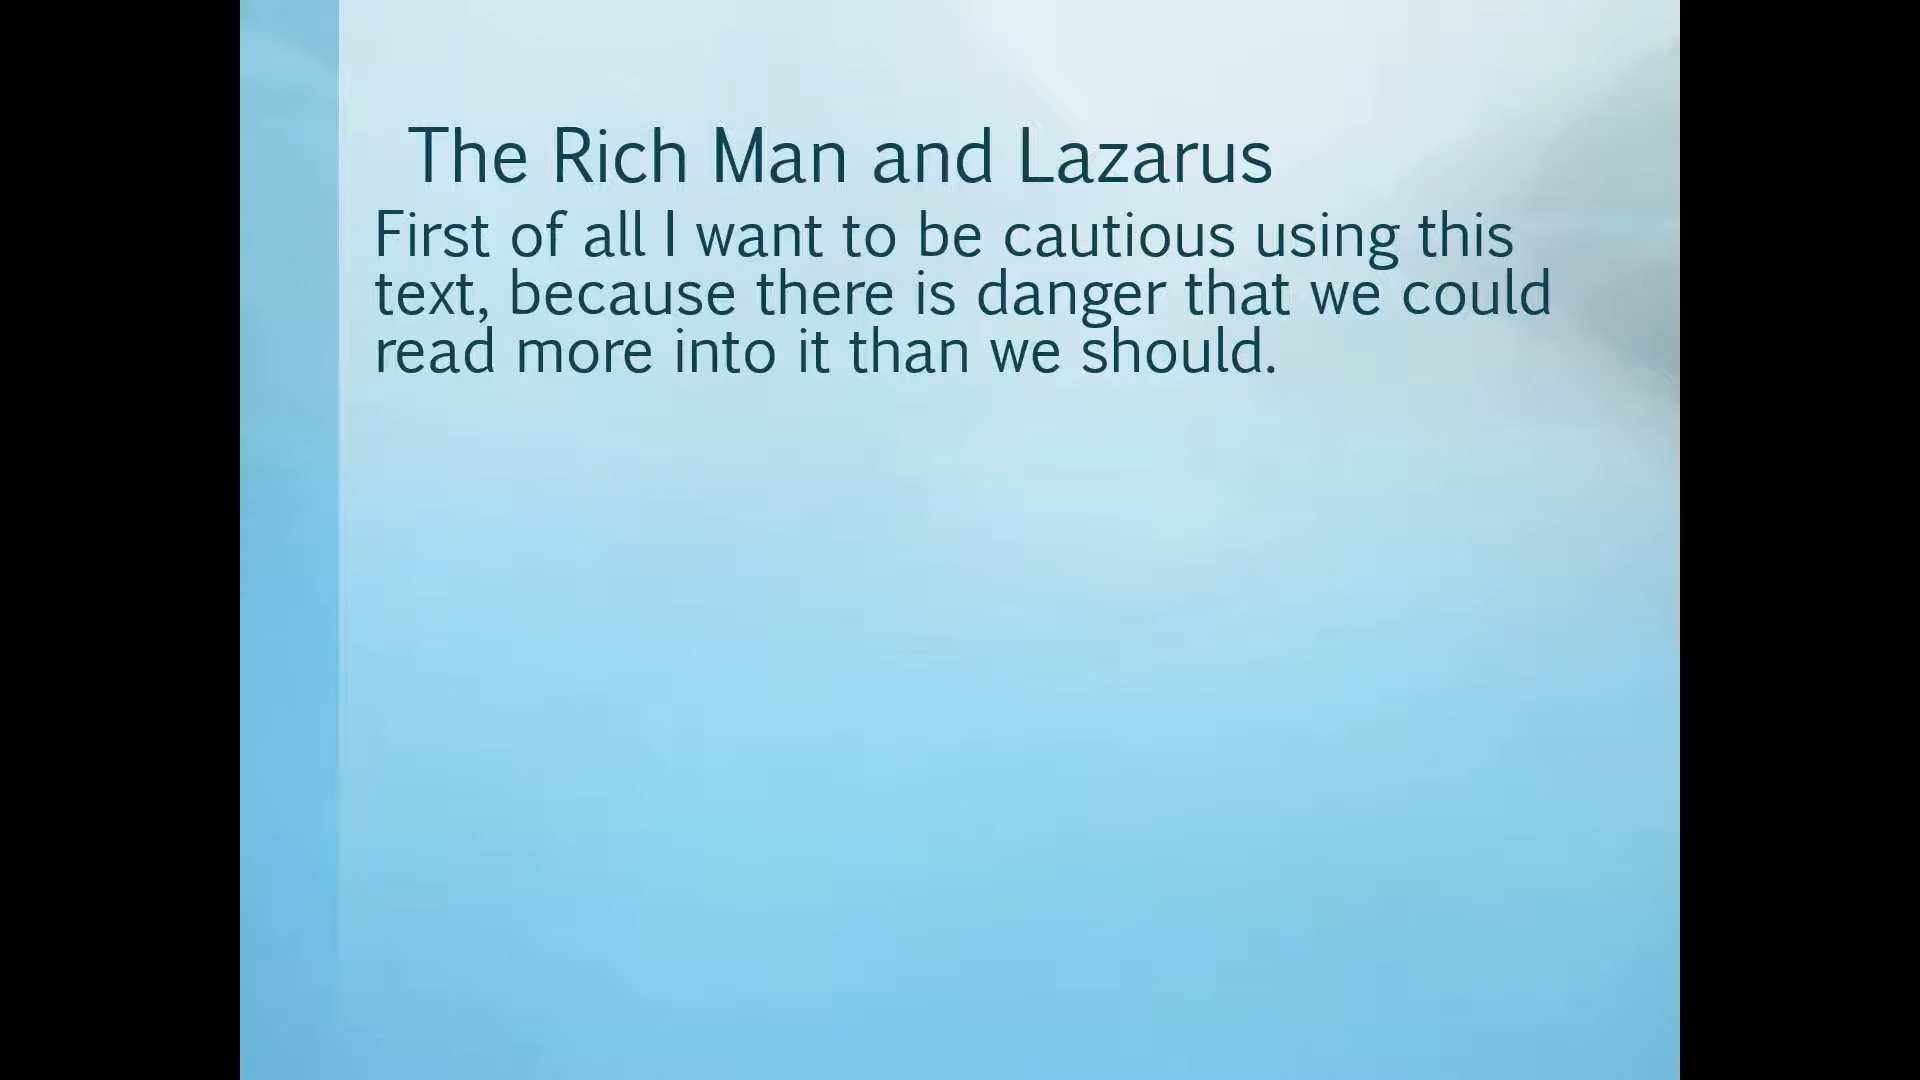 The Rich Man and Lazarus
First of all I want to be cautious using this
text, because there is danger that we could
read more into it than we should.